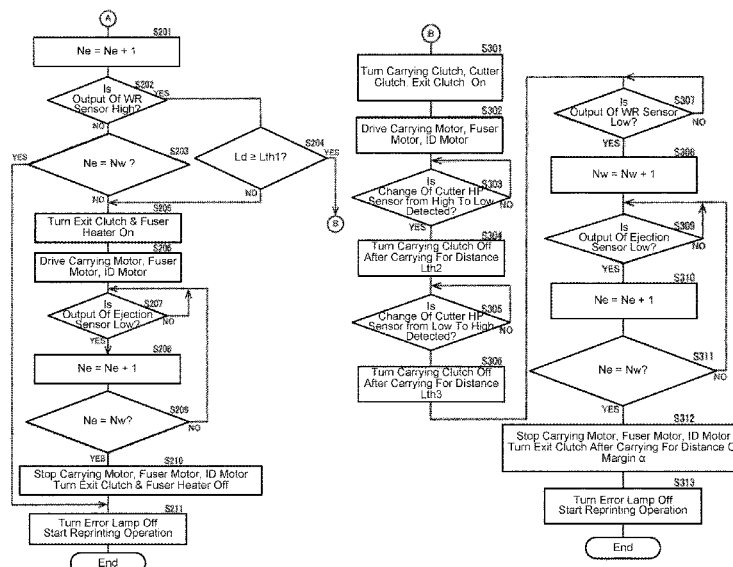 A
S201
Ne = Ne + 1
S202
Is
Output Of WR
Sensor High?
YES
NO
S203
YES
Ne = Nw ?
NO
S204
Ld ≥ Lth1?
NO
YES
B
S205
Turn Exit Clutch & Fuser
Heater On
S206
Drive Carrying Motor, Fuser
Motor, ID Motor
S207
Is
Output Of Ejection
Sensor Low?
NO
YES
S208
Ne = Ne + 1
S209
Ne = Nw?
NO
YES
S210
Stop Carrying Motor, Fuser Motor, ID Motor
Turn Exit Clutch & Fuser Heater Off
S211
Turn Error Lamp Off
Start Reprinting Operation
End
B
S301
Turn Carrying Clutch, Cutter
Clutch, Exit Clutch On
S302
Drive Carrying Motor, Fuser
Motor, ID Motor
S303
Is
Change Of Cutter HP
Sensor from High To Low
Detected?
NO
YES
S304
Turn Carrying Clutch Off
After Carrying For Distance
Lth2
S305
Is
Change Of Cutter HP
Sensor from Low To High
Detected?
NO
YES
S306
Turn Carrying Clutch Off
After Carrying For Distance
Lth3
S307
Is
Output Of WR Sensor
Low?
NO
YES
S308
Nw = Nw + 1
S309
Is
Output Of Ejection
Sensor Low?
NO
YES
S310
Ne = Ne + 1
S311
Ne = Nw?
NO
YES
S312
Stop Carrying Motor, Fuser Motor, ID Motor
Turn Exit Clutch After Carrying For Distance O
Margin α
S313
Turn Error Lamp Off
Start Reprinting Operation
End